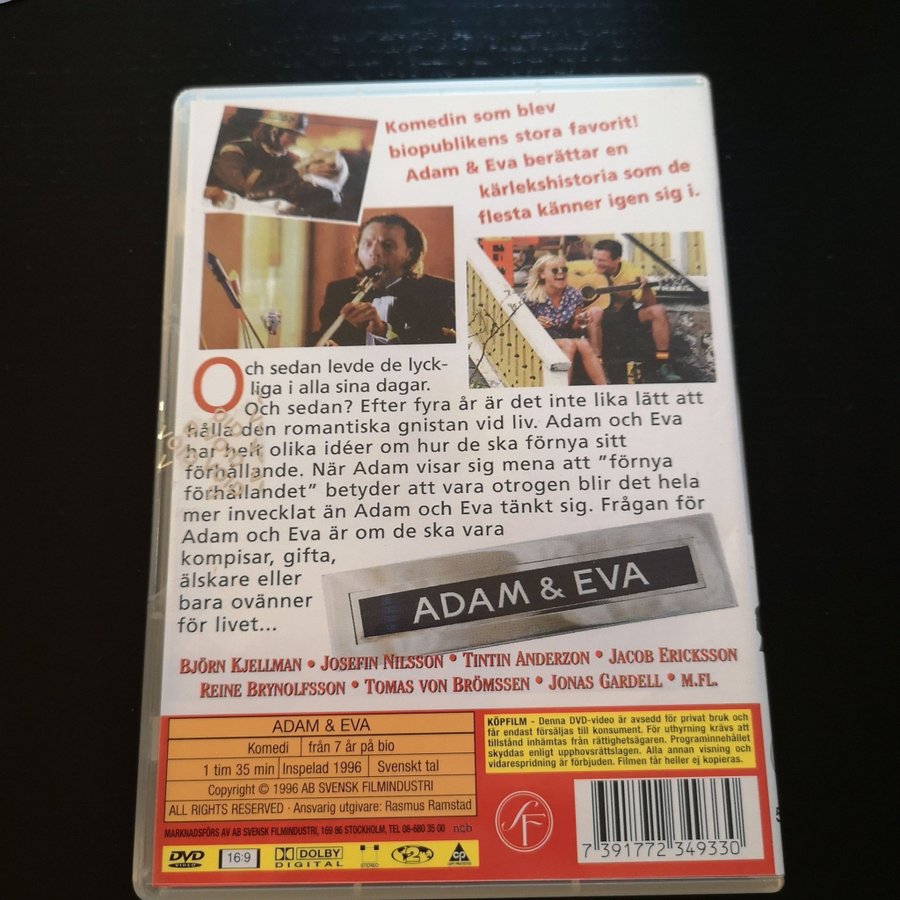 Komedin som blev
biopublikens stora favorit!
Adam & Eva berättar en
kärlekshistoria som de
flesta känner igen sig i.
Och sedan levde de lyck-
liga i alla sina dagar.
Och sedan? Efter fyra år är det inte lika lätt att
hålla den romantiska gnistan vid liv. Adam och Eva
har helt olika idéer om hur de ska förnya sitt
förhållande. När Adam visar sig mena att "förnya
förhållandet" betyder att vara otrogen blir det hela
mer invecklat än Adam och Eva tänkt sig. Frågan för
Adam och Eva är om de ska vara
kompisar, gifta,
älskare eller
bara ovänner
för livet...
ADAM & EVA
BJÖRN KJELLMAN • JOSEFIN NILSSON • TINTIN ANDERZON • JACOB ERICKSSON
REINE BRYNOLFSSON • TOMAS VON BRÖMSSEN • JONAS GARDELL • M.FL.
ADAM & EVA
Komedi från 7 år på bio
1 tim 35 min Inspelad 1996 Svenskt tal
Copyright © 1996 AB SVENSK FILMINDUSTRI
ALL RIGHTS RESERVED · Ansvarig utgivare: Rasmus Ramstad
MARKNADSFÖRS AV AB SVENSK FILMINDUSTRI, 169 86 STOCKHOLM, TEL 08-680 35 00 ncb
KÖPFILM - Denna DVD-video är avsedd för privat bruk och
får endast försäljas till konsument. För uthyrning krävs att
tillstånd inhämtas från rättighetsägaren. Programinnehållet
skyddas enligt upphovsrättslagen. Alla annan visning och
vidarespridning är förbjuden. Filmen får heller ej kopieras.
DVD VIDEO 16:9 DOLBY DIGITAL STEREO 2 CP
SF
7 391772 349330